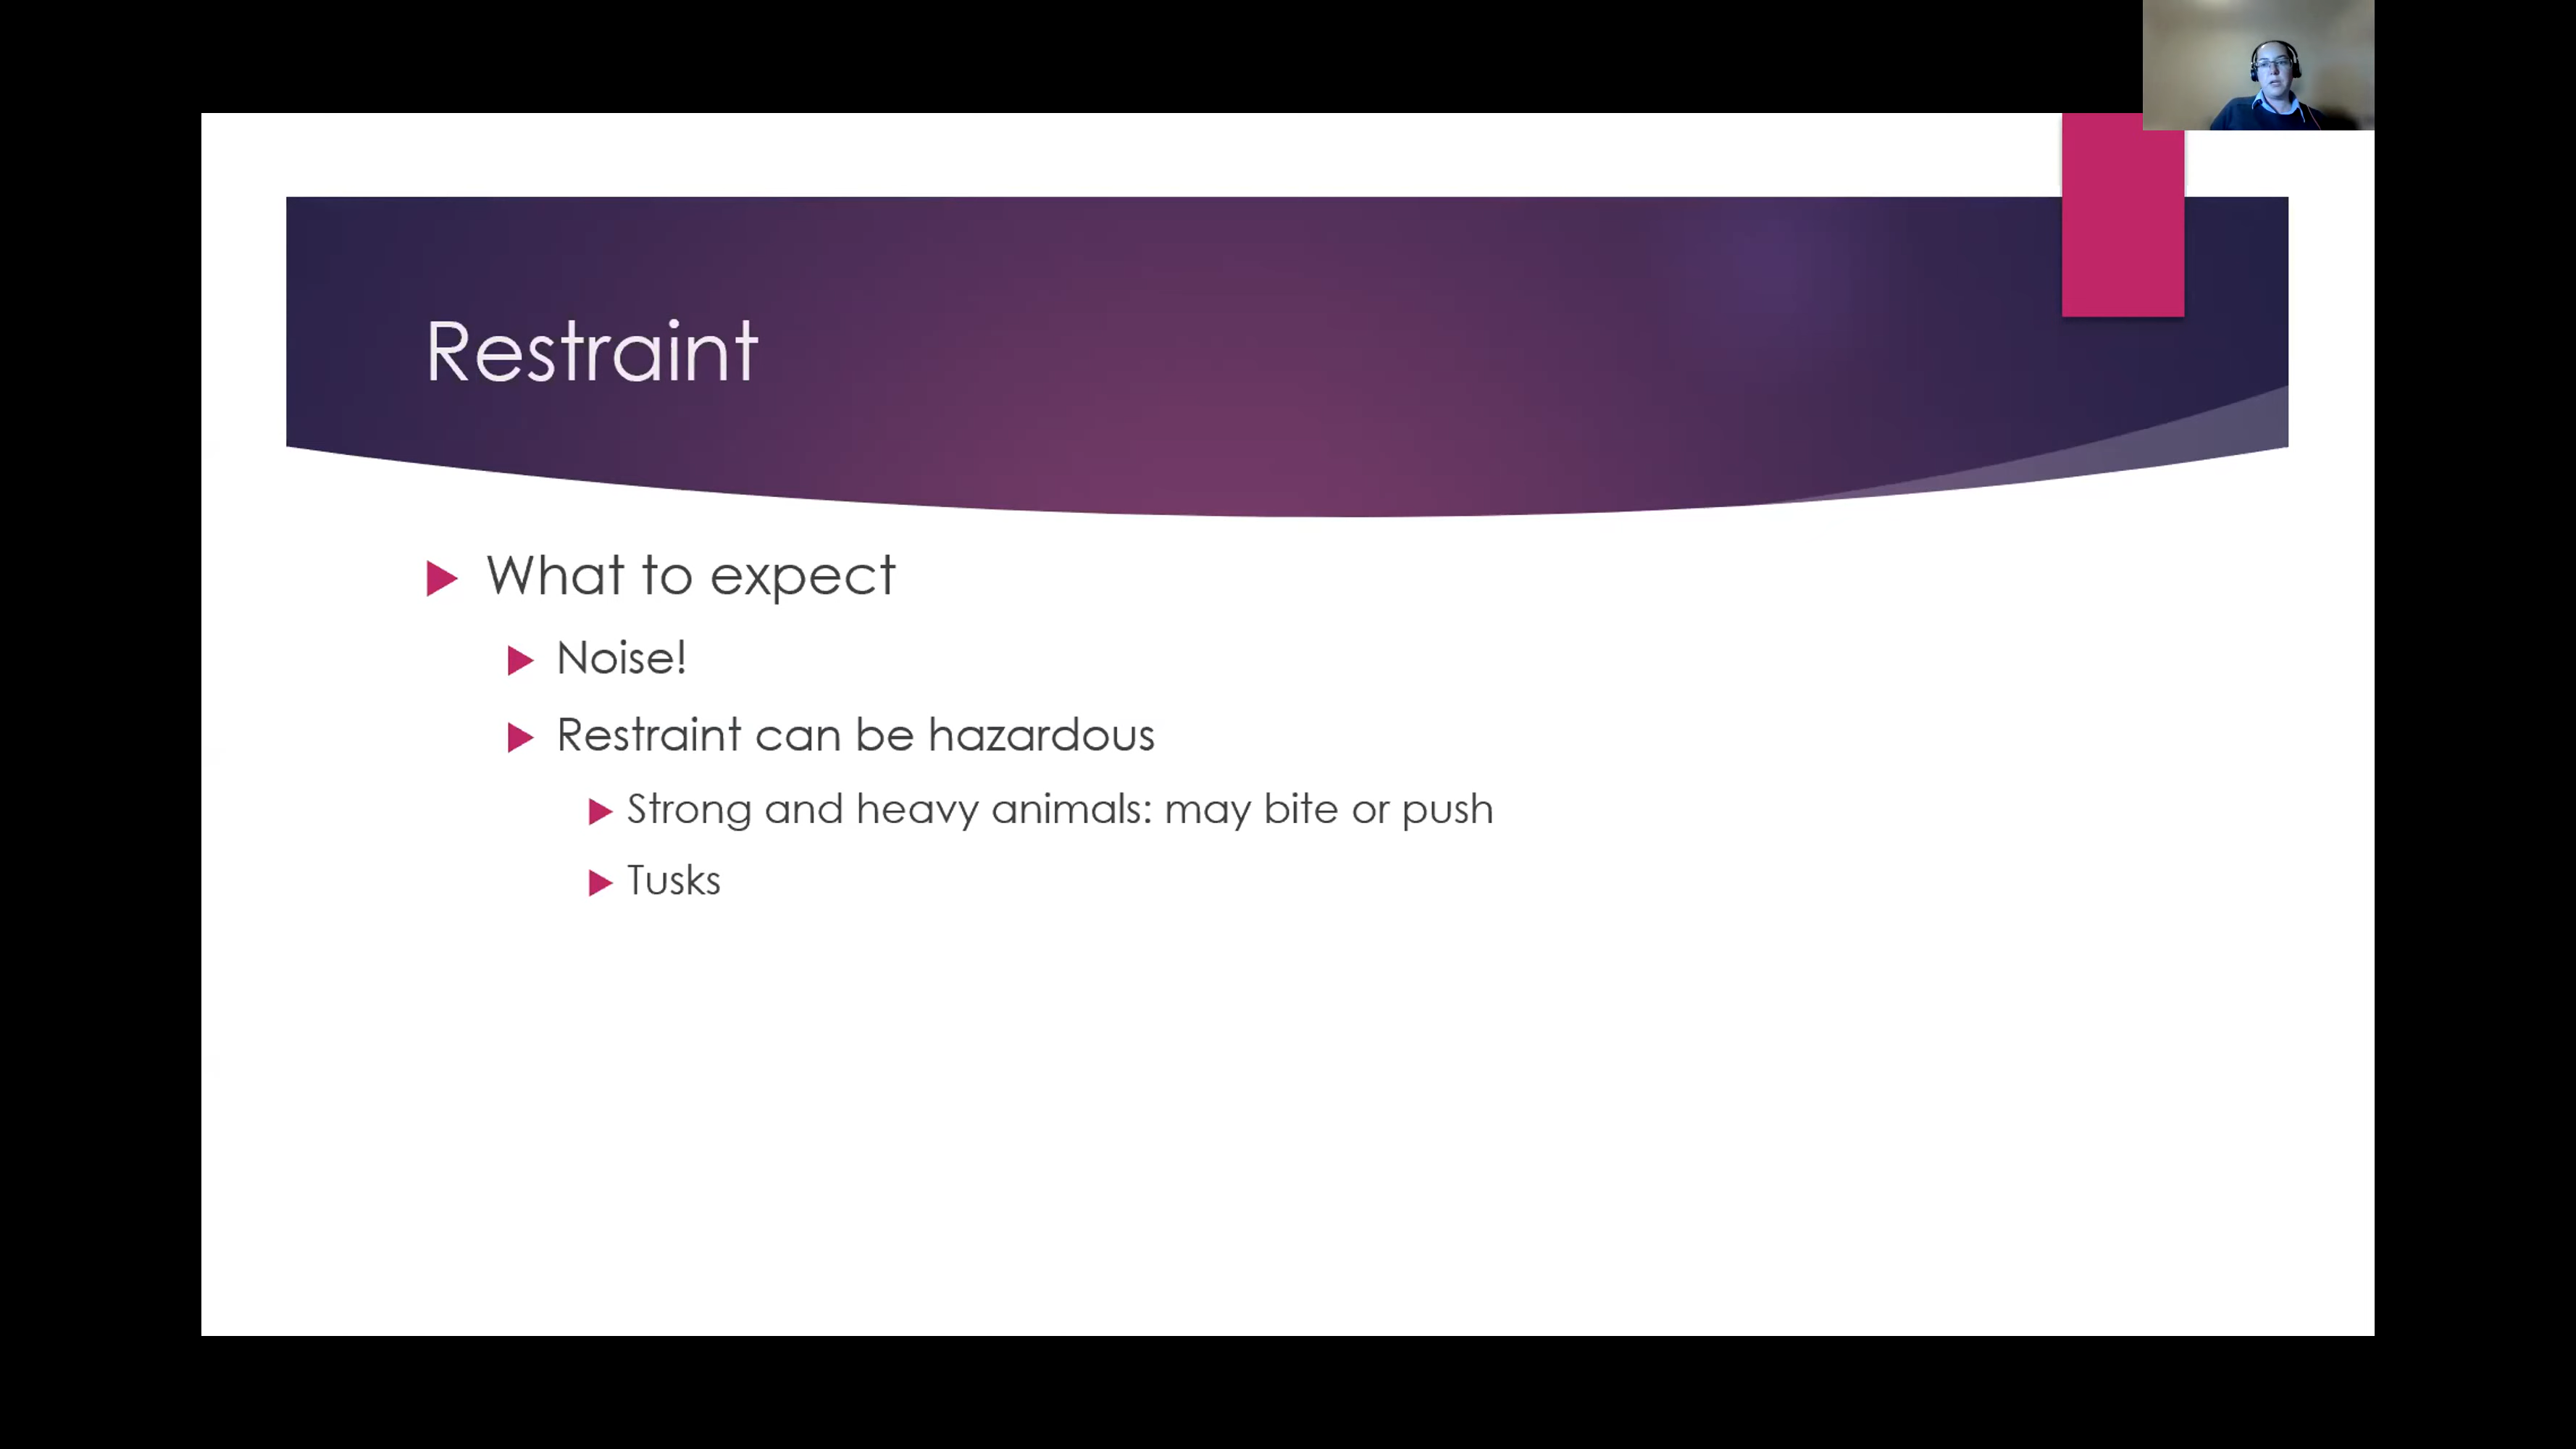 Restraint
What to expect
Noise!
Restraint can be hazardous
Strong and heavy animals: may bite or push
Tusks